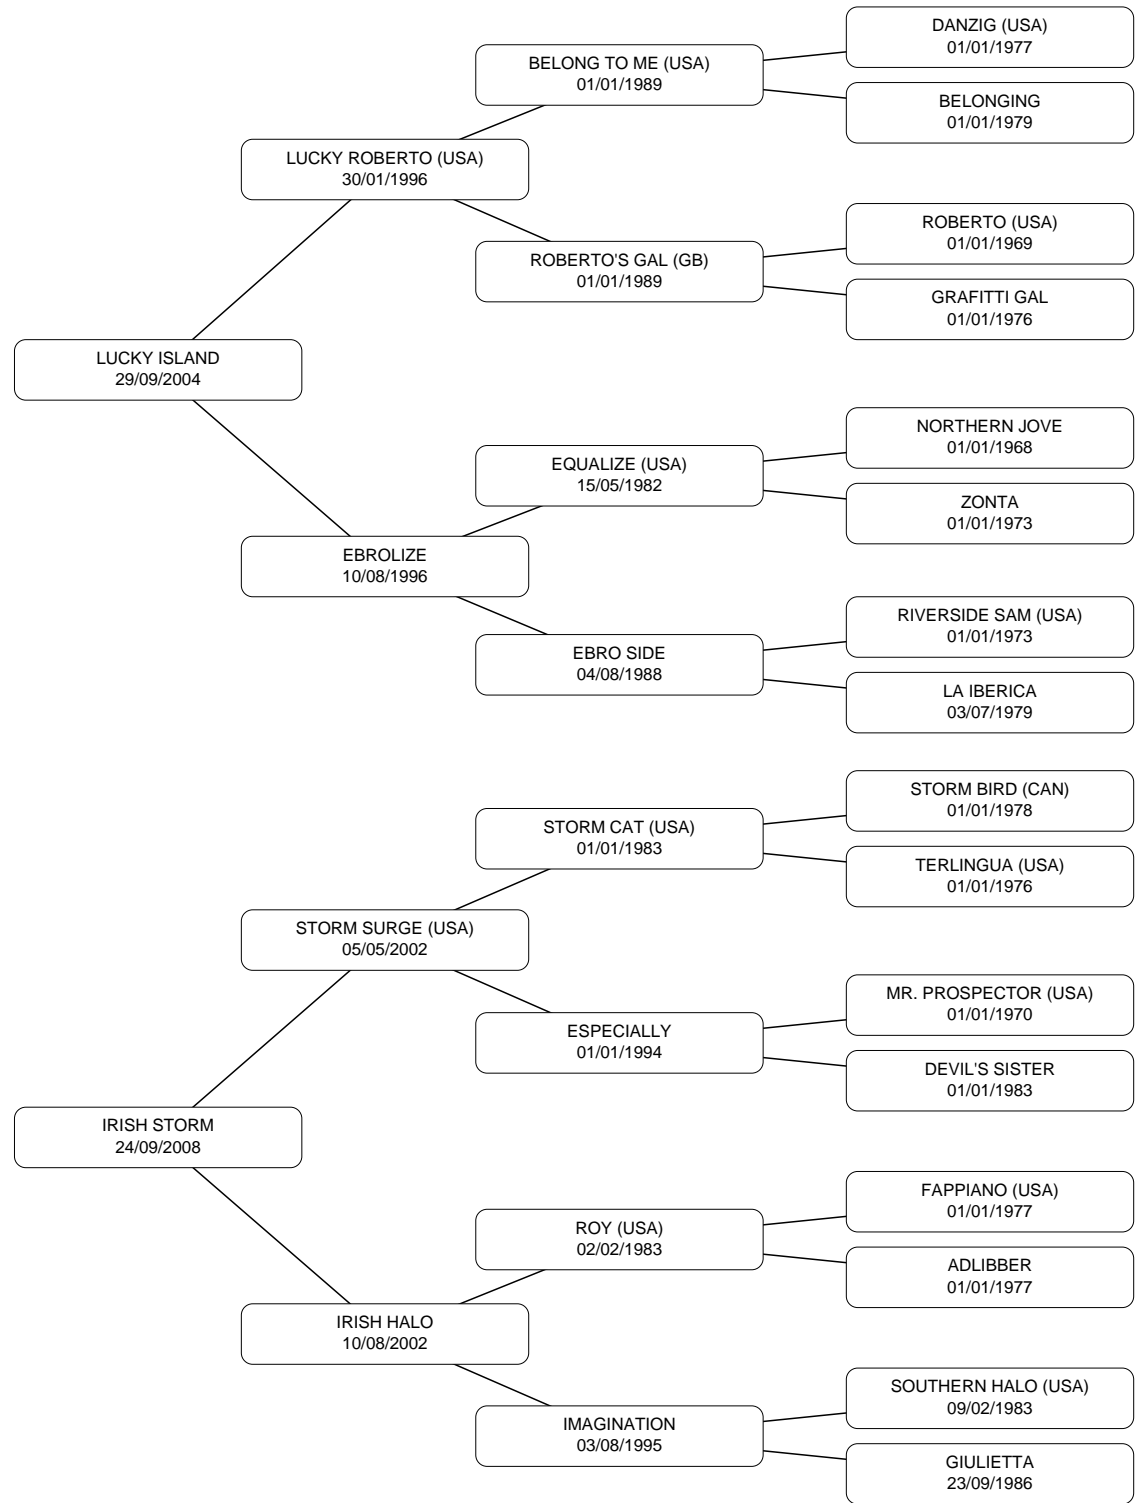 DANZIG (USA)
01/01/1977
BELONG TO ME (USA)
01/01/1989
BELONGING
01/01/1979
LUCKY ROBERTO (USA)
30/01/1996
ROBERTO (USA)
01/01/1969
ROBERTO'S GAL (GB)
01/01/1989
GRAFITTI GAL
01/01/1976
LUCKY ISLAND
29/09/2004
NORTHERN JOVE
01/01/1968
EQUALIZE (USA)
15/05/1982
ZONTA
01/01/1973
EBROLIZE
10/08/1996
RIVERSIDE SAM (USA)
01/01/1973
EBRO SIDE
04/08/1988
LA IBERICA
03/07/1979
STORM BIRD (CAN)
01/01/1978
STORM CAT (USA)
01/01/1983
TERLINGUA (USA)
01/01/1976
STORM SURGE (USA)
05/05/2002
MR. PROSPECTOR (USA)
01/01/1970
ESPECIALLY
01/01/1994
DEVIL'S SISTER
01/01/1983
IRISH STORM
24/09/2008
FAPPIANO (USA)
01/01/1977
ROY (USA)
02/02/1983
ADLIBBER
01/01/1977
IRISH HALO
10/08/2002
SOUTHERN HALO (USA)
09/02/1983
IMAGINATION
03/08/1995
GIULIETTA
23/09/1986